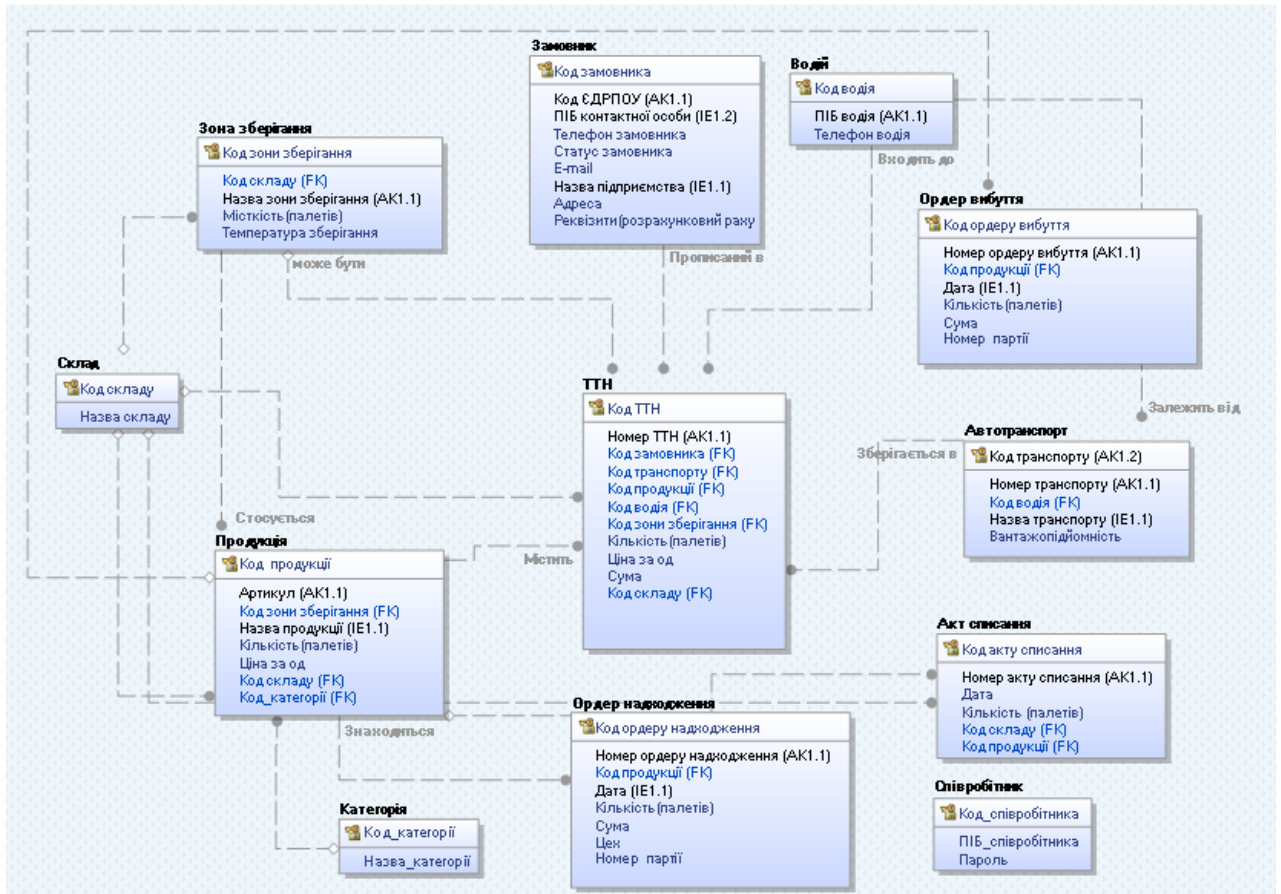 Замовник
Код замовника
Код ЄДРПОУ (AK1.1)
ПІБ контактної особи (IE1.2)
Телефон замовника
Статус замовника
E-mail
Назва підприємства (IE1.1)
Адреса
Реквізити(розрахунковий раху
Прописаний в
Водій
Код водія
ПІБ водія (AK1.1)
Телефон водія
Входить до
Зона зберігання
Код зони зберігання
Код складу (FK)
Назва зони зберігання (AK1.1)
Місткість(палетів)
Температура зберігання
може бути
Ордер вибуття
Код ордеру вибуття
Номер ордеру вибуття (AK1.1)
Код продукції (FK)
Дата (IE1.1)
Кількість(палетів)
Сума
Номер партії
Залежить від
Склад
Код складу
Назва складу
ТТН
Код ТТН
Номер ТТН (AK1.1)
Код замовника (FK)
Код транспорту (FK)
Код продукції (FK)
Код водія (FK)
Код зони зберігання (FK)
Кількість(палетів)
Ціна за од
Сума
Код складу (FK)
Зберігається в
Автотранспорт
Код транспорту (AK1.2)
Номер транспорту (AK1.1)
Код водія (FK)
Назва транспорту (IE1.1)
Вантажопідйомність
Стосується
Продукція
Код продукції
Артикул (AK1.1)
Код зони зберігання (FK)
Назва продукції (IE1.1)
Кількість(палетів)
Ціна за од
Код складу (FK)
Код_категорії (FK)
Містить
Знаходиться
Акт списання
Код акту списання
Номер акту списання (AK1.1)
Дата
Кількість (палетів)
Код складу (FK)
Код продукції (FK)
Ордер надходження
Код ордеру надходження
Номер ордеру надходження (AK1.1)
Код продукції (FK)
Дата (IE1.1)
Кількість(палетів)
Сума
Цех
Номер партії
Категорія
Код_категорії
Назва_категорії
Співробітник
Код_співробітника
ПІБ_співробітника
Пароль